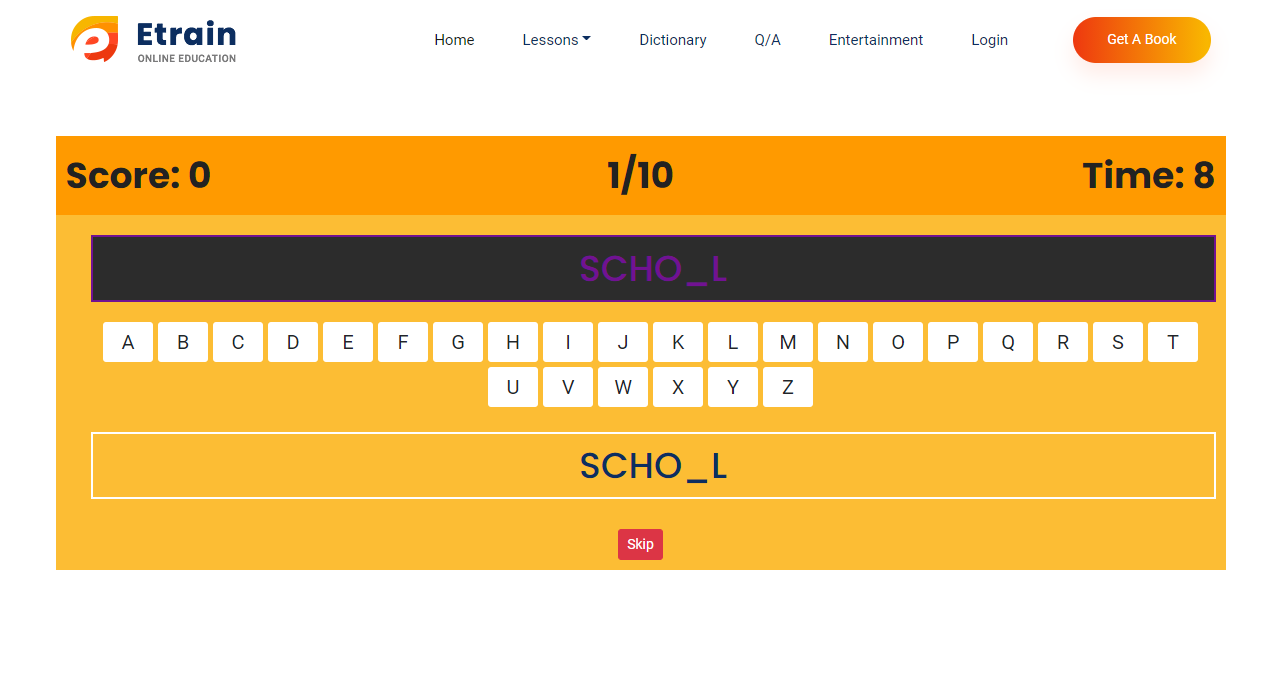 Etrain
ONLINE EDUCATION
Home Lessons Dictionary Q/A Entertainment Login Get A Book
Score: 0 1/10 Time: 8
SCHO_L
A B C D E F G H I J K L M N O P Q R S T
U V W X Y Z
SCHO_L
Skip